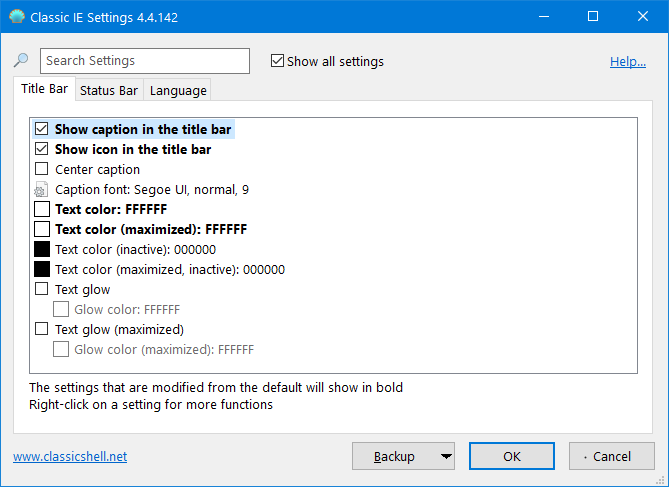 Classic IE Settings 4.4.142
Search Settings
Show all settings
Help...
Title Bar
Status Bar
Language
Show caption in the title bar
Show icon in the title bar
Center caption
Caption font: Segoe UI, normal, 9
Text color: FFFFFF
Text color (maximized): FFFFFF
Text color (inactive): 000000
Text color (maximized, inactive): 000000
Text glow
Glow color: FFFFFF
Text glow (maximized)
Glow color (maximized): FFFFFF
The settings that are modified from the default will show in bold
Right-click on a setting for more functions
www.classicshell.net
Backup
OK
Cancel